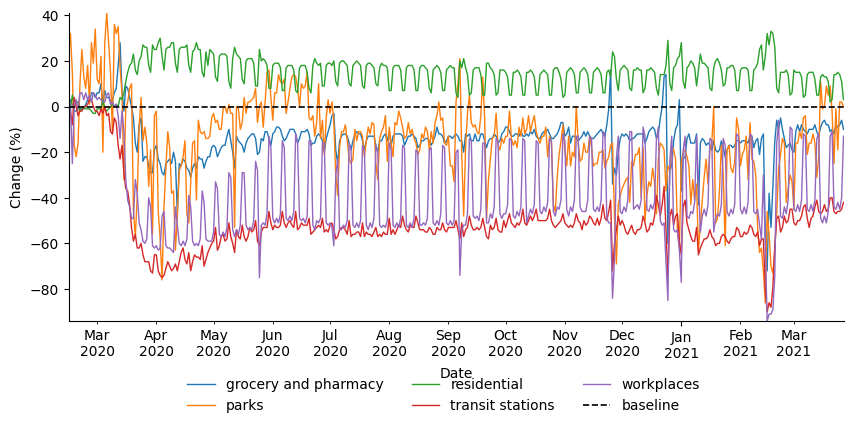 40
20
0
−20
−40
−60
−80
Change (%)
Mar Apr May Jun Jul Aug Sep Oct Nov Dec Jan Feb Mar
2020 2020 2020 2020 2020 2020 2020 2020 2020 2020 2021 2021 2021
Date
grocery and pharmacy residential workplaces
parks transit stations baseline